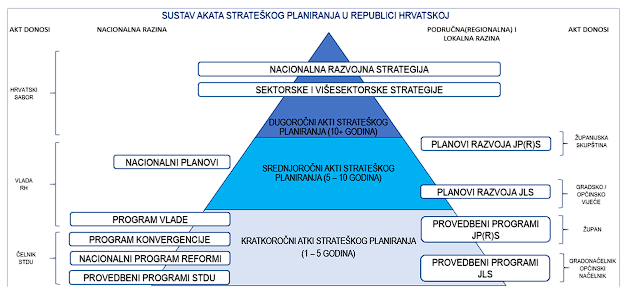 SUSTAV AKATA STRATEŠKOG PLANIRANJA U REPUBLICI HRVATSKOJ
AKT DONOSI
NACIONALNA RAZINA
PODRUČNA(REGIONALNA) I
LOKALNA RAZINA
AKT DONOSI
NACIONALNA RAZVOJNA STRATEGIJA
SEKTORSKE I VIŠESEKTORSKE STRATEGIJE
HRVATSKI
SABOR
DUGOROČNI AKTI STRATEŠKOG
PLANIRANJA (10+ GODINA)
PLANOVI RAZVOJA JP(R)S
ŽUPANIJSKA
SKUPŠTINA
NACIONALNI PLANOVI
SREDNJOROČNI AKTI STRATEŠKOG
PLANIRANJA (5 – 10 GODINA)
VLADA
RH
PLANOVI RAZVOJA JLS
GRADSKO /
OPĆINSKO
VIJEĆE
PROGRAM VLADE
PROGRAM KONVERGENCIJE
KRATKOROČNI ATKI STRATEŠKOG PLANIRANJA
(1 – 5 GODINA)
PROVEDBENI PROGRAMI
JP(R)S
ŽUPAN
ČELNIK
STDU
NACIONALNI PROGRAM REFORMI
PROVEDBENI PROGRAMI STDU
PROVEDBENI PROGRAMI
JLS
GRADONAČELNIK
OPĆINSKI
NAČELNIK